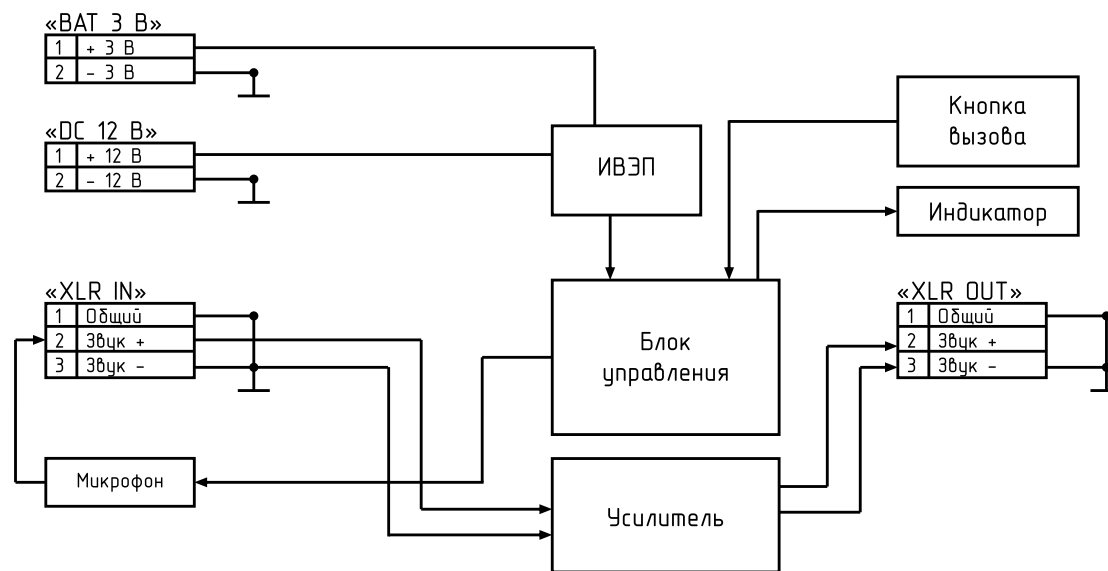 «BAT 3 В»
1 + 3 В
2 - 3 В
«DC 12 В»
1 + 12 В
2 - 12 В
ИВЭП
Кнопка
вызова
Индикатор
«XLR IN»
1 Общий
2 Звук +
3 Звук -
Блок
управления
«XLR OUT»
1 Общий
2 Звук +
3 Звук -
Микрофон
Усилитель